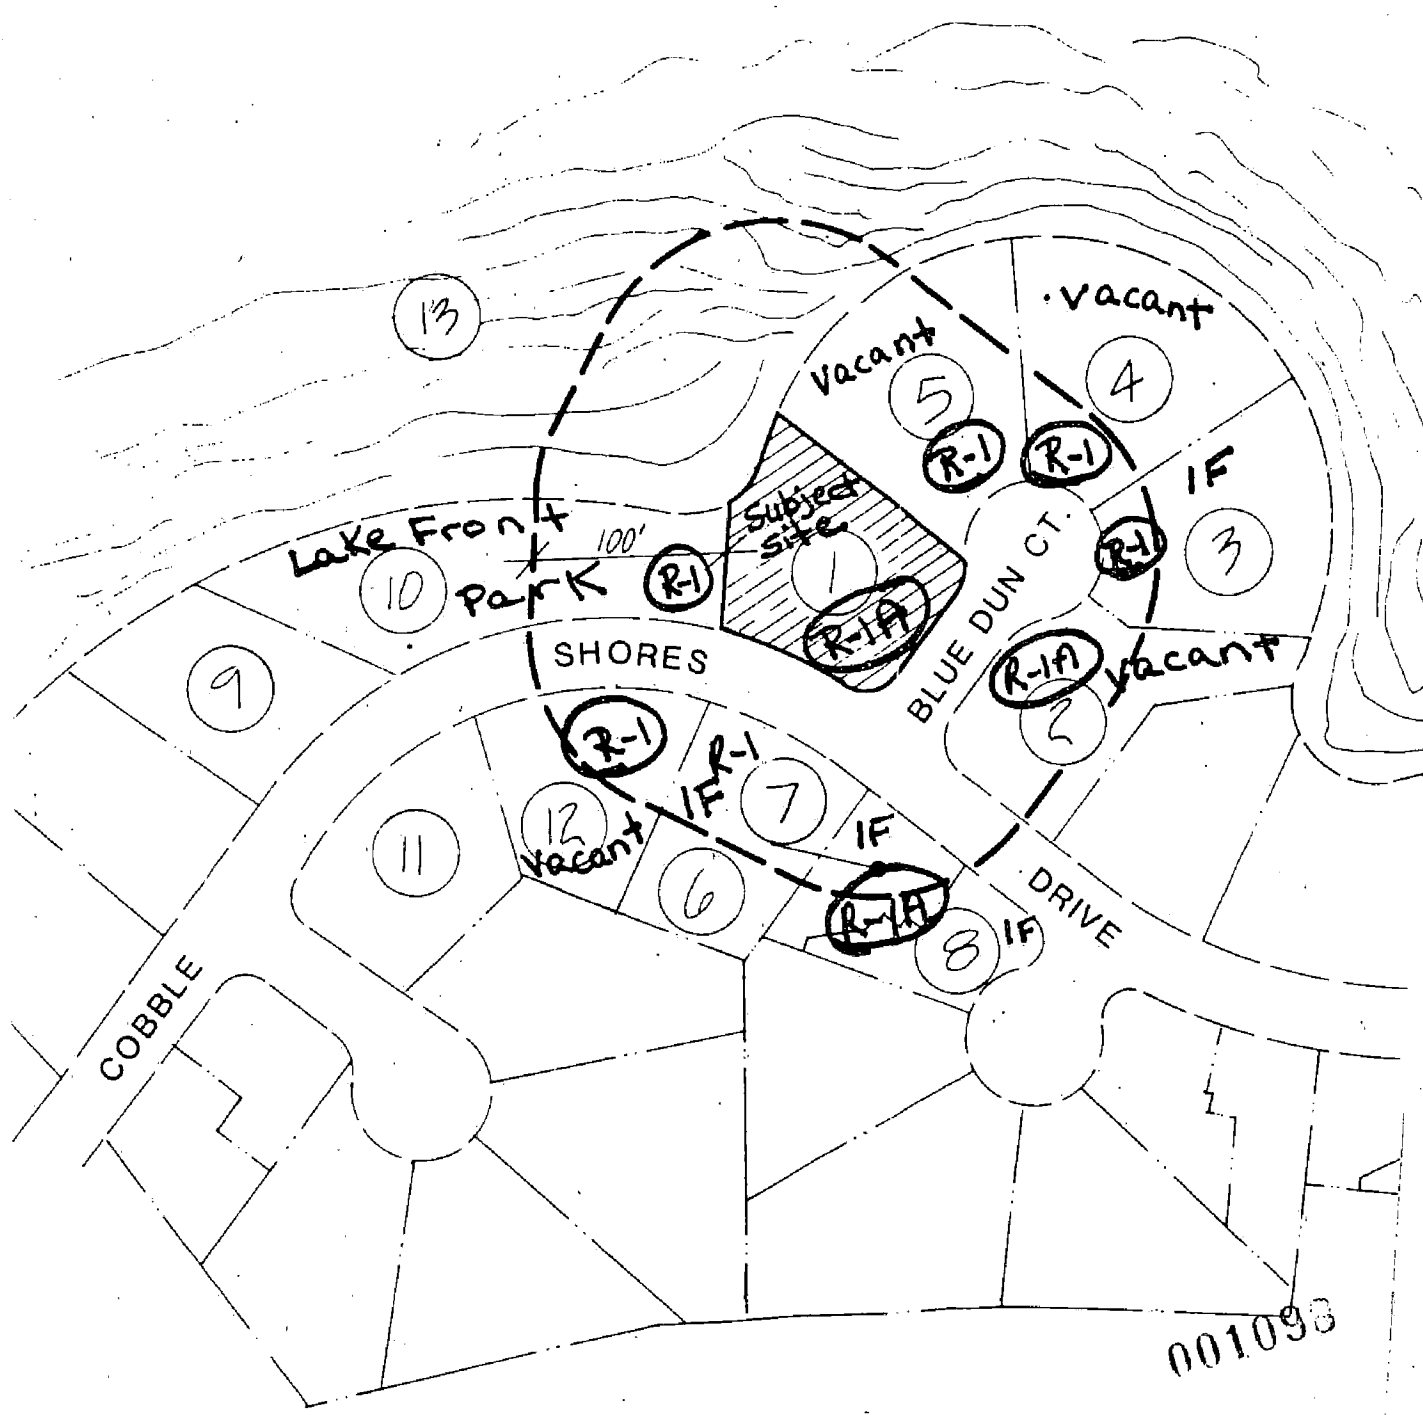 13
vacant
4
vacant
5
R-1
R-1
1F
3
R-1
Subject
site
1
R-1A
Lake Front
Park
10
100'
R-1
BLUE DUN CT.
SHORES
R-1A
vacant
2
9
R-1
R-1
1F
7
12
vacant
11
6
1F
R-1A
8
1F
DRIVE
COBBLE
001093